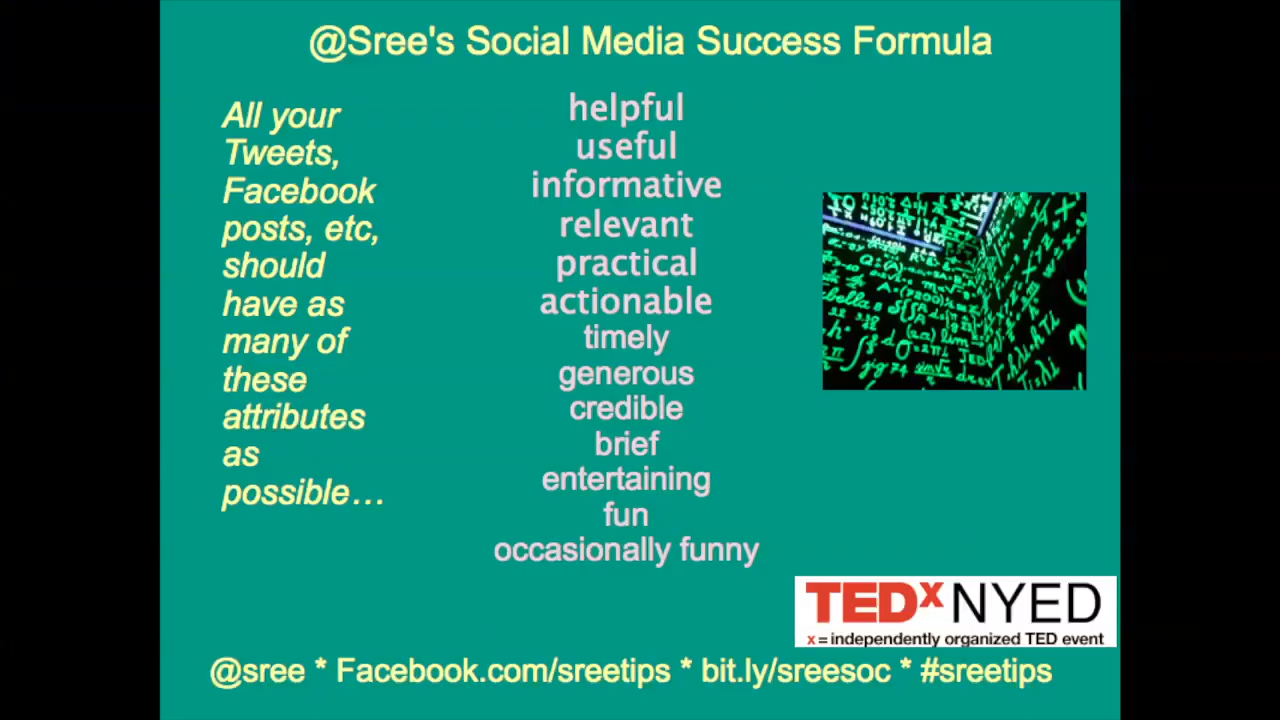 @Sree's Social Media Success Formula
All your
Tweets,
Facebook
posts, etc,
should
have as
many of
these
attributes
as
possible…
helpful
useful
informative
relevant
practical
actionable
timely
generous
credible
brief
entertaining
fun
occasionally funny
TEDx NYED
x = independently organized TED event
@sree * Facebook.com/sreetips * bit.ly/sreesoc * #sreetips